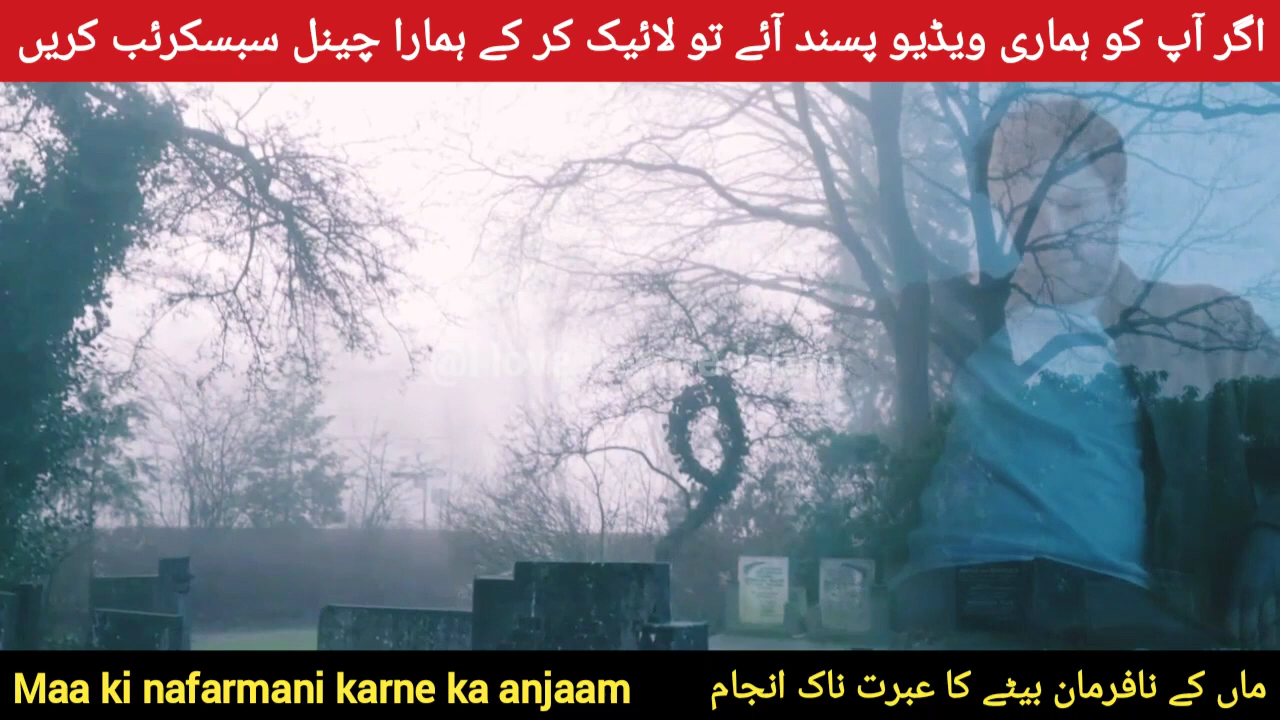 اگر آپ کو ہماری ویڈیو پسند آئے تو لائیک کر کے ہمارا چینل سبسکرئب کریں
Maa ki nafarmani karne ka anjaam
ماں کے نافرمان بیٹے کا عبرت ناک انجام